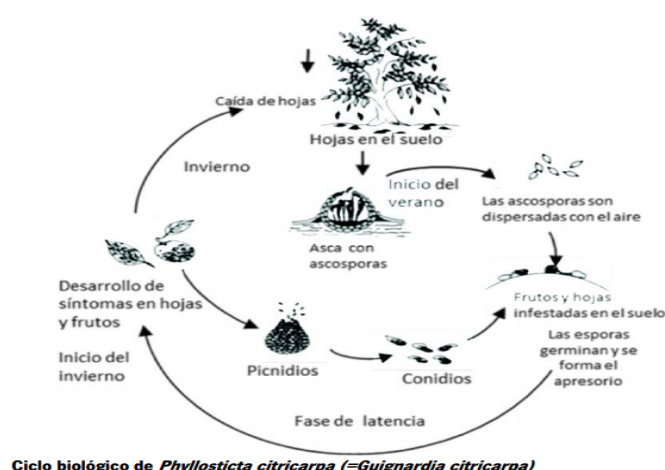 Caída de hojas
Hojas en el suelo
Invierno
Inicio del
verano
Las ascosporas son
dispersadas con el aire
Asca con
ascosporas
Desarrollo de
síntomas en hojas
y frutos
Frutos y hojas
infestadas en el suelo
Las esporas
germinan y se
forma el
apresorio
Inicio del
invierno
Picnidios
Conidios
Fase de latencia
Ciclo biológico de Phyllosticta citricarpa (=Guignardia citricarpa)